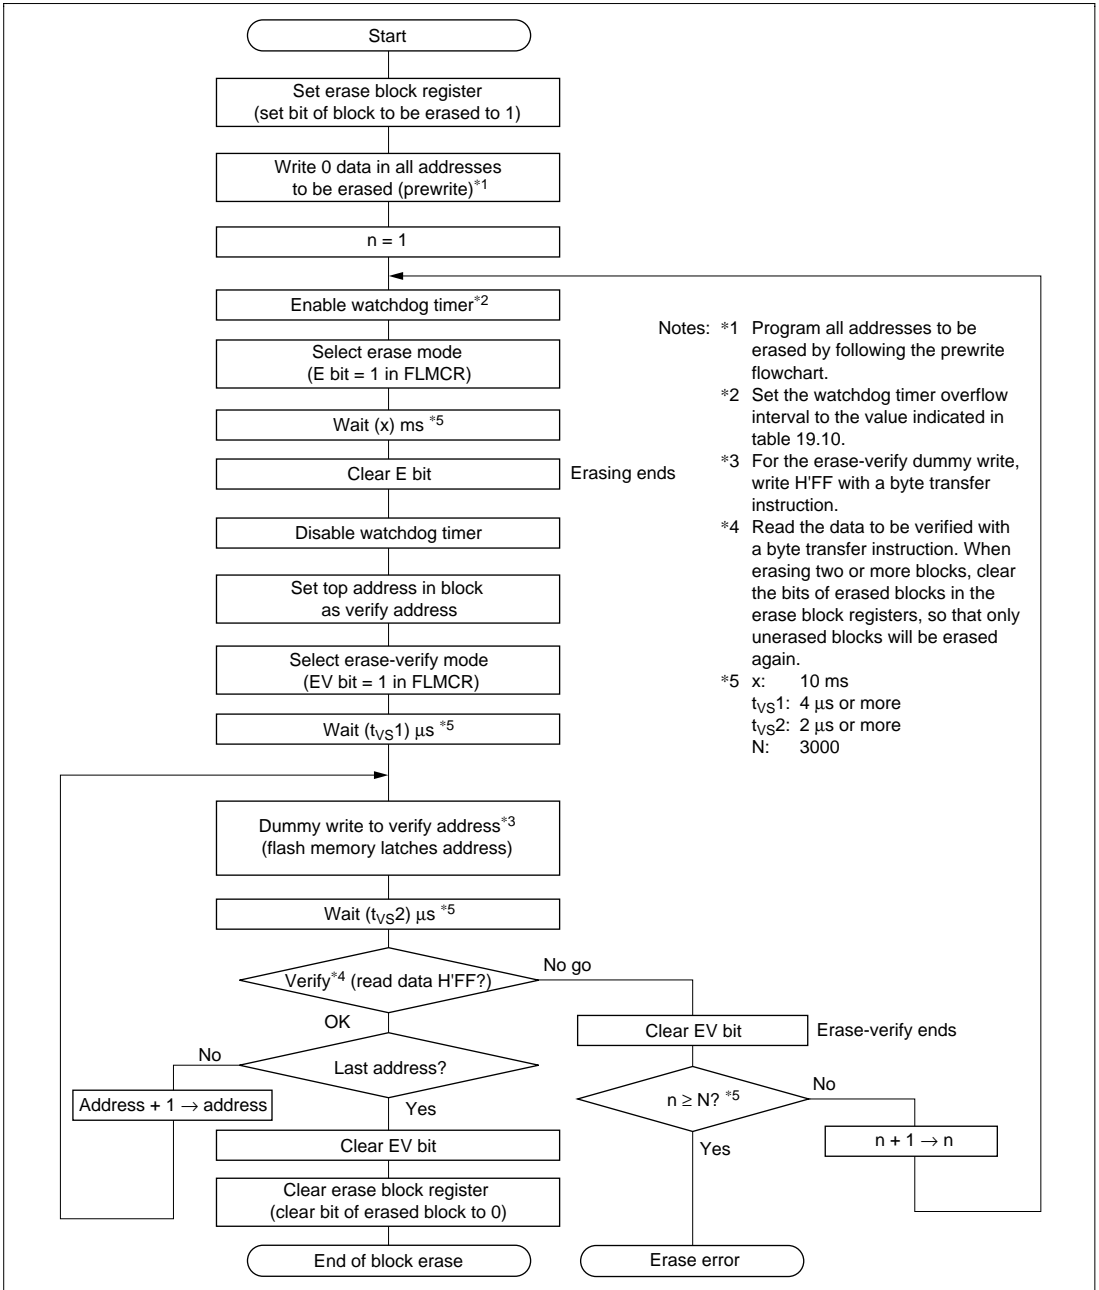 Start
Set erase block register
(set bit of block to be erased to 1)
Write 0 data in all addresses
to be erased (prewrite)*1
n = 1
Enable watchdog timer*2
Select erase mode
(E bit = 1 in FLMCR)
Wait (x) ms *5
Clear E bit
Erasing ends
Disable watchdog timer
Set top address in block
as verify address
Select erase-verify mode
(EV bit = 1 in FLMCR)
Wait (tVS1) μs *5
Notes: *1 Program all addresses to be
erased by following the prewrite
flowchart.
*2 Set the watchdog timer overflow
interval to the value indicated in
table 19.10.
*3 For the erase-verify dummy write,
write H'FF with a byte transfer
instruction.
*4 Read the data to be verified with
a byte transfer instruction. When
erasing two or more blocks, clear
the bits of erased blocks in the
erase block registers, so that only
unerased blocks will be erased
again.
*5 x: 10 ms
tVS1: 4 μs or more
tVS2: 2 μs or more
N: 3000
Dummy write to verify address*3
(flash memory latches address)
Wait (tVS2) μs *5
Verify*4 (read data H'FF?)
No go
OK
Clear EV bit
Erase-verify ends
No
Last address?
n ≥ N? *5
No
Address + 1 → address
Yes
n + 1 → n
Clear EV bit
Yes
Clear erase block register
(clear bit of erased block to 0)
End of block erase
Erase error